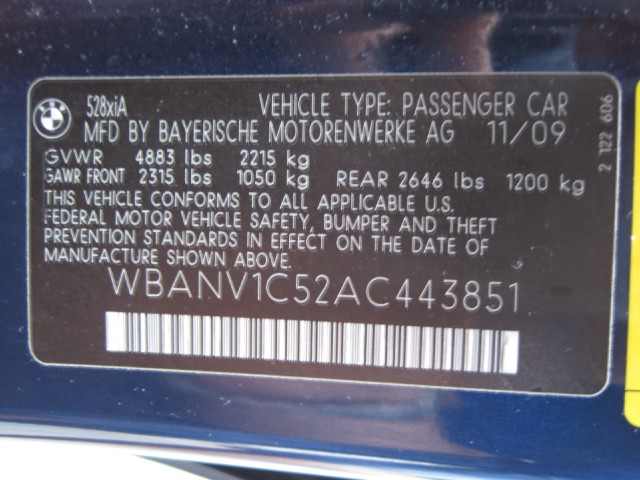 BMW
528xiA VEHICLE TYPE: PASSENGER CAR
MFD BY BAYERISCHE MOTORENWERKE AG 11/09
GVWR 4883 lbs 2215 kg
GAWR FRONT 2315 lbs 1050 kg REAR 2646 lbs 1200 kg
THIS VEHICLE CONFORMS TO ALL APPLICABLE U.S.
FEDERAL MOTOR VEHICLE SAFETY, BUMPER AND THEFT
PREVENTION STANDARDS IN EFFECT ON THE DATE OF
MANUFACTURE SHOWN ABOVE.
WBANV1C52AC443851
2 122 606